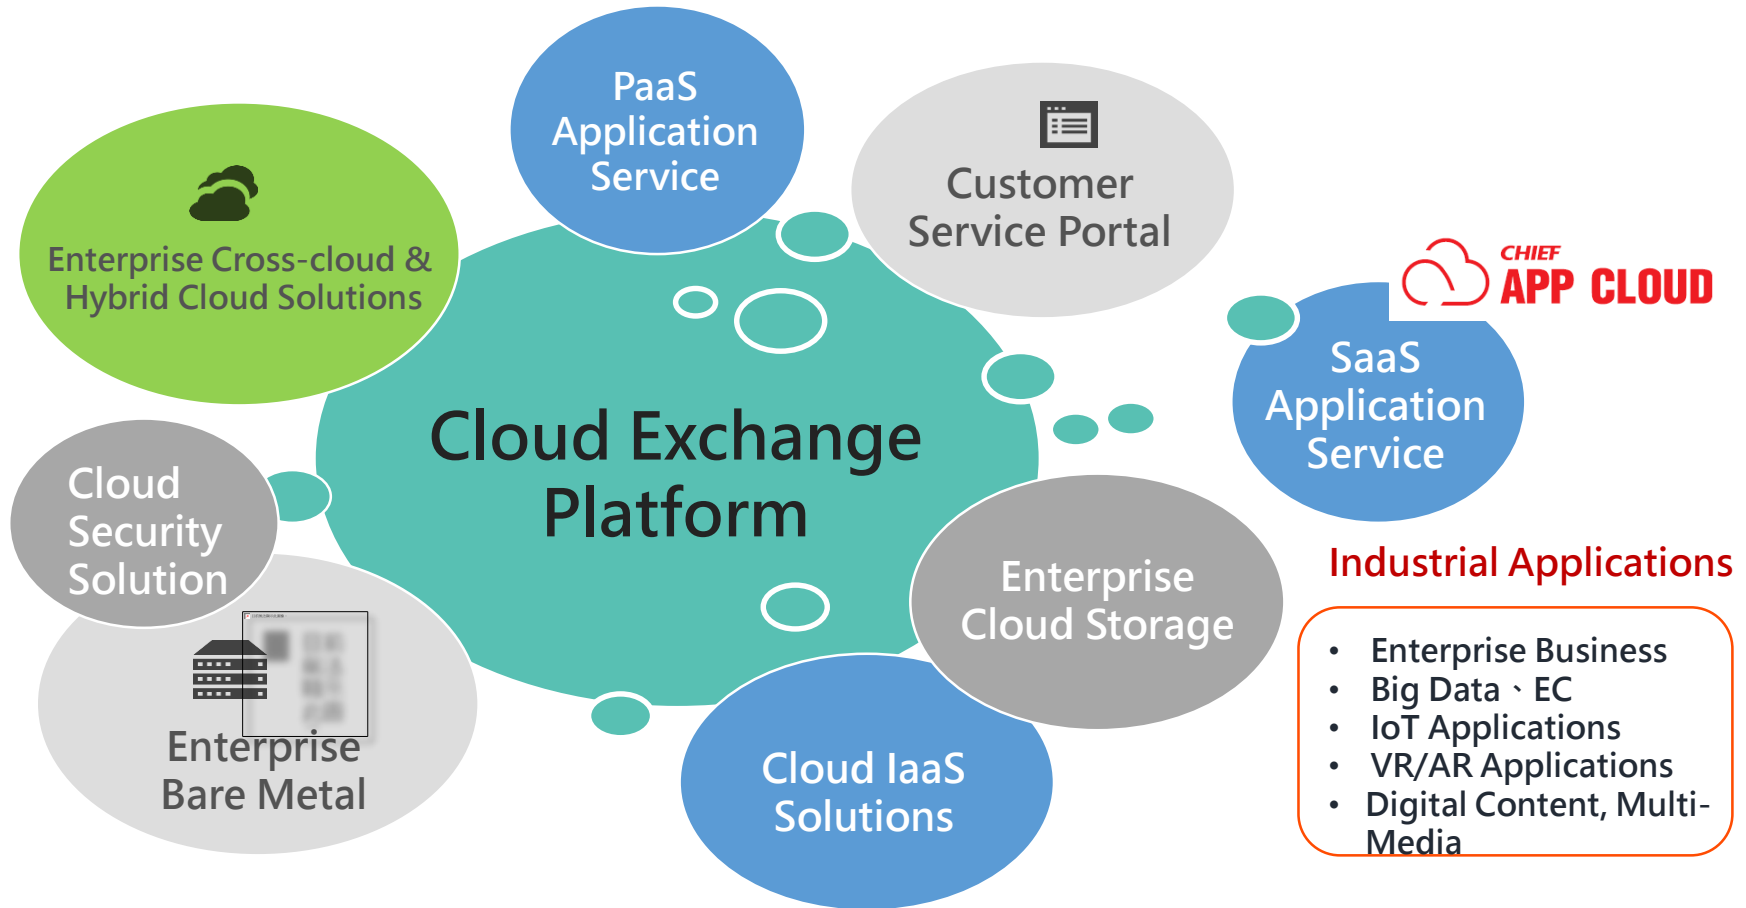 PaaS
Application
Service
Customer
Service Portal
Enterprise Cross-cloud &
Hybrid Cloud Solutions
CHIEF
APP CLOUD
SaaS
Application
Service
Cloud Exchange
Platform
Cloud
Security
Solution
Enterprise
Cloud Storage
Enterprise
Bare Metal
Cloud IaaS
Solutions
Industrial Applications
• Enterprise Business
• Big Data、EC
• IoT Applications
• VR/AR Applications
• Digital Content, Multi-
Media